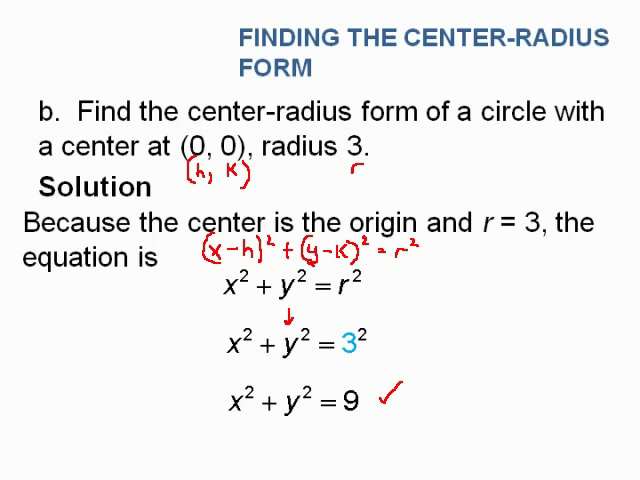 FINDING THE CENTER-RADIUS
FORM
b. Find the center-radius form of a circle with
a center at (0, 0), radius 3.
(h, k) r
Solution
Because the center is the origin and r = 3, the
equation is
(x-h)² + (y-k)² = r²
x² + y² = r²
↓
x² + y² = 3²
x² + y² = 9 ✓